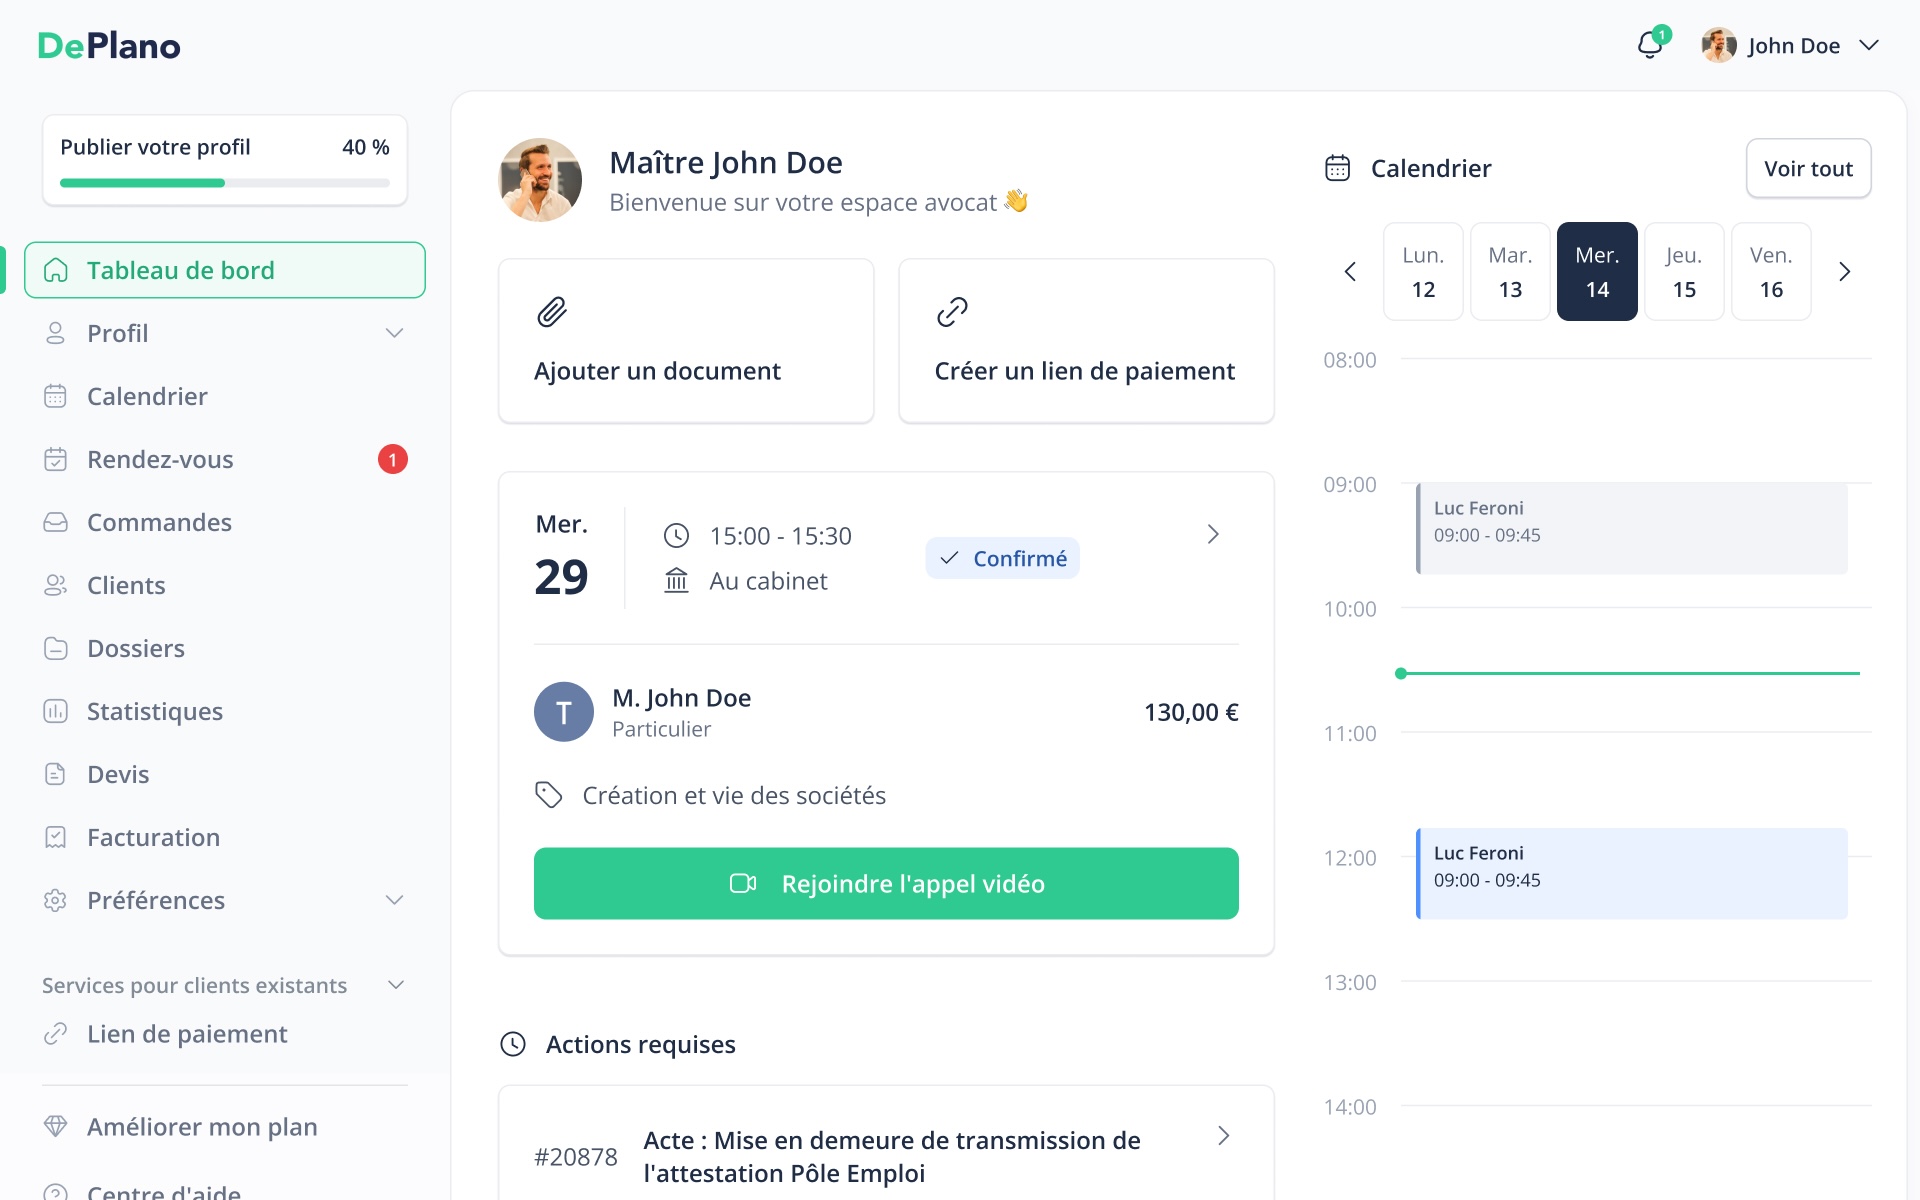 DePlano
1
John Doe
Publier votre profil
40 %
Tableau de bord
Profil
Calendrier
Rendez-vous
1
Commandes
Clients
Dossiers
Statistiques
Devis
Facturation
Préférences
Services pour clients existants
Lien de paiement
Améliorer mon plan
Centre d'aide
Maître John Doe
Bienvenue sur votre espace avocat 👋
Ajouter un document
Créer un lien de paiement
Mer.
29
15:00 - 15:30
Au cabinet
Confirmé
T
M. John Doe
Particulier
130,00 €
Création et vie des sociétés
Rejoindre l'appel vidéo
Actions requises
#20878
Acte : Mise en demeure de transmission de
l'attestation Pôle Emploi
Calendrier
Voir tout
Lun.
12
Mar.
13
Mer.
14
Jeu.
15
Ven.
16
08:00
09:00
Luc Feroni
09:00 - 09:45
10:00
11:00
12:00
Luc Feroni
09:00 - 09:45
13:00
14:00